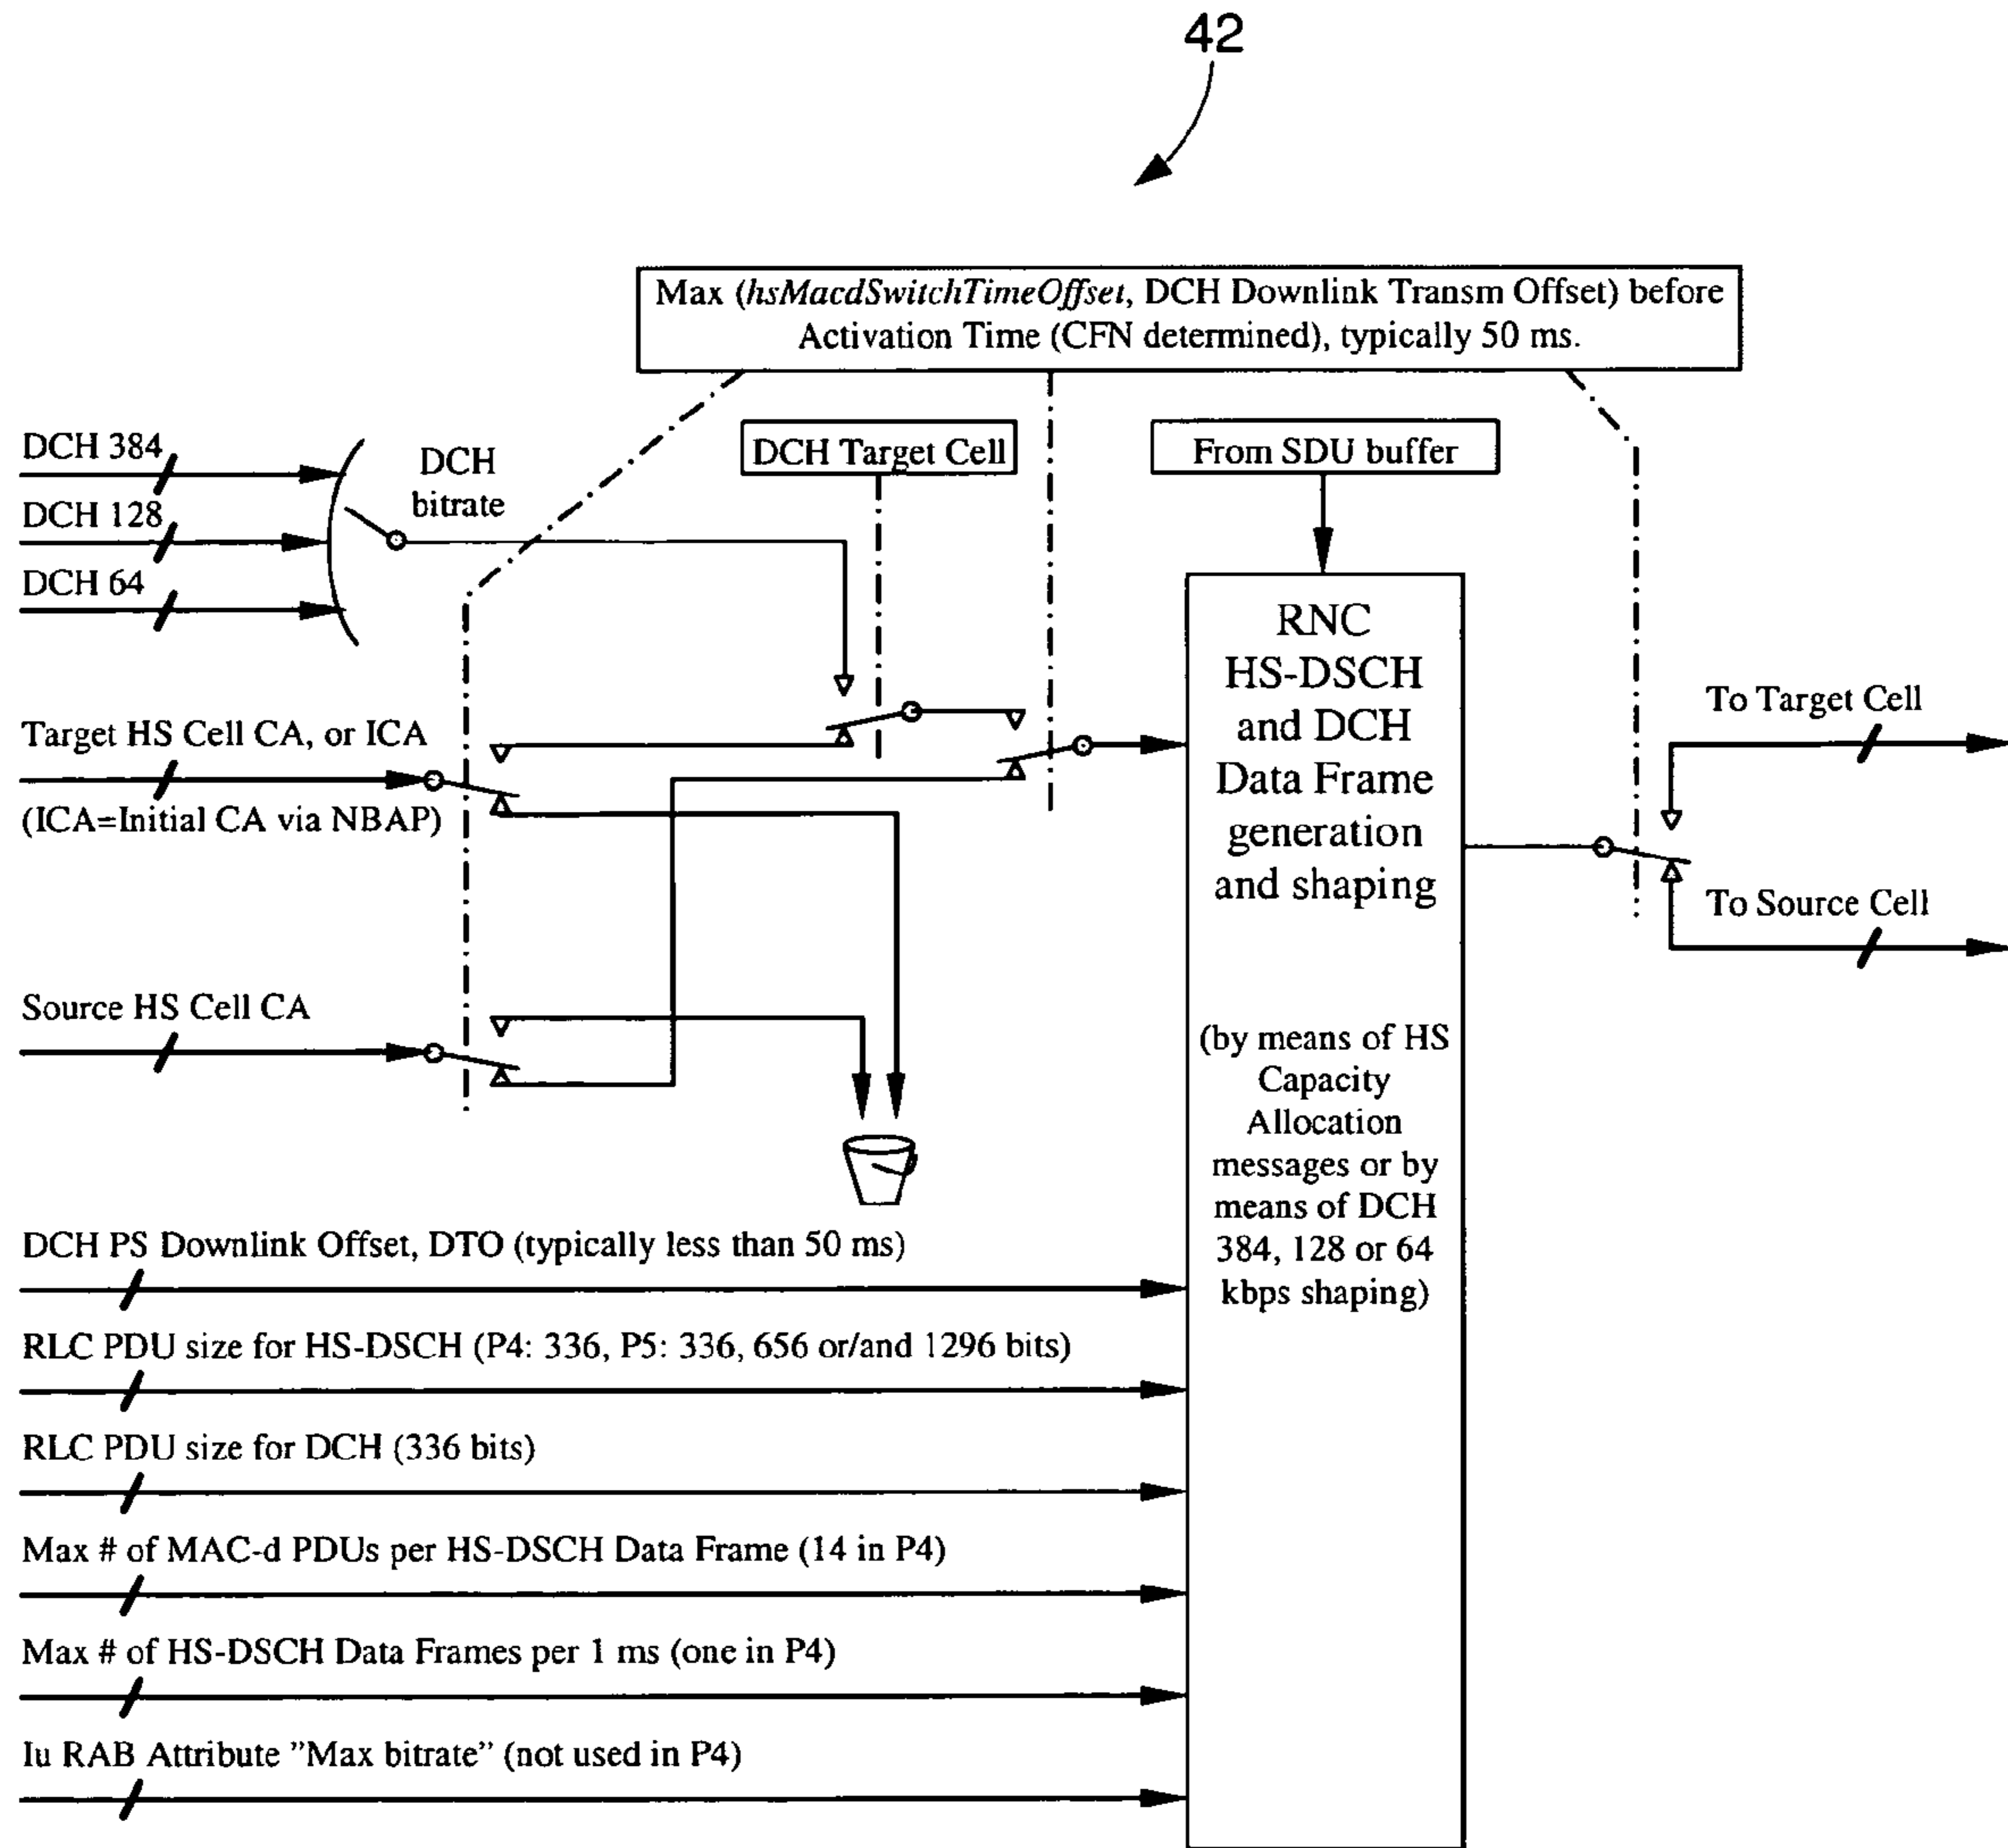 42
Max (hsMacdSwitchTimeOffset, DCH Downlink Transm Offset) before
Activation Time (CFN determined), typically 50 ms.
DCH 384
DCH 128
DCH 64
DCH
bitrate
DCH Target Cell
From SDU buffer
Target HS Cell CA, or ICA
(ICA=Initial CA via NBAP)
Source HS Cell CA
RNC
HS-DSCH
and DCH
Data Frame
generation
and shaping
(by means of HS
Capacity
Allocation
messages or by
means of DCH
384, 128 or 64
kbps shaping)
To Target Cell
To Source Cell
DCH PS Downlink Offset, DTO (typically less than 50 ms)
RLC PDU size for HS-DSCH (P4: 336, P5: 336, 656 or/and 1296 bits)
RLC PDU size for DCH (336 bits)
Max # of MAC-d PDUs per HS-DSCH Data Frame (14 in P4)
Max # of HS-DSCH Data Frames per 1 ms (one in P4)
Iu RAB Attribute ”Max bitrate” (not used in P4)